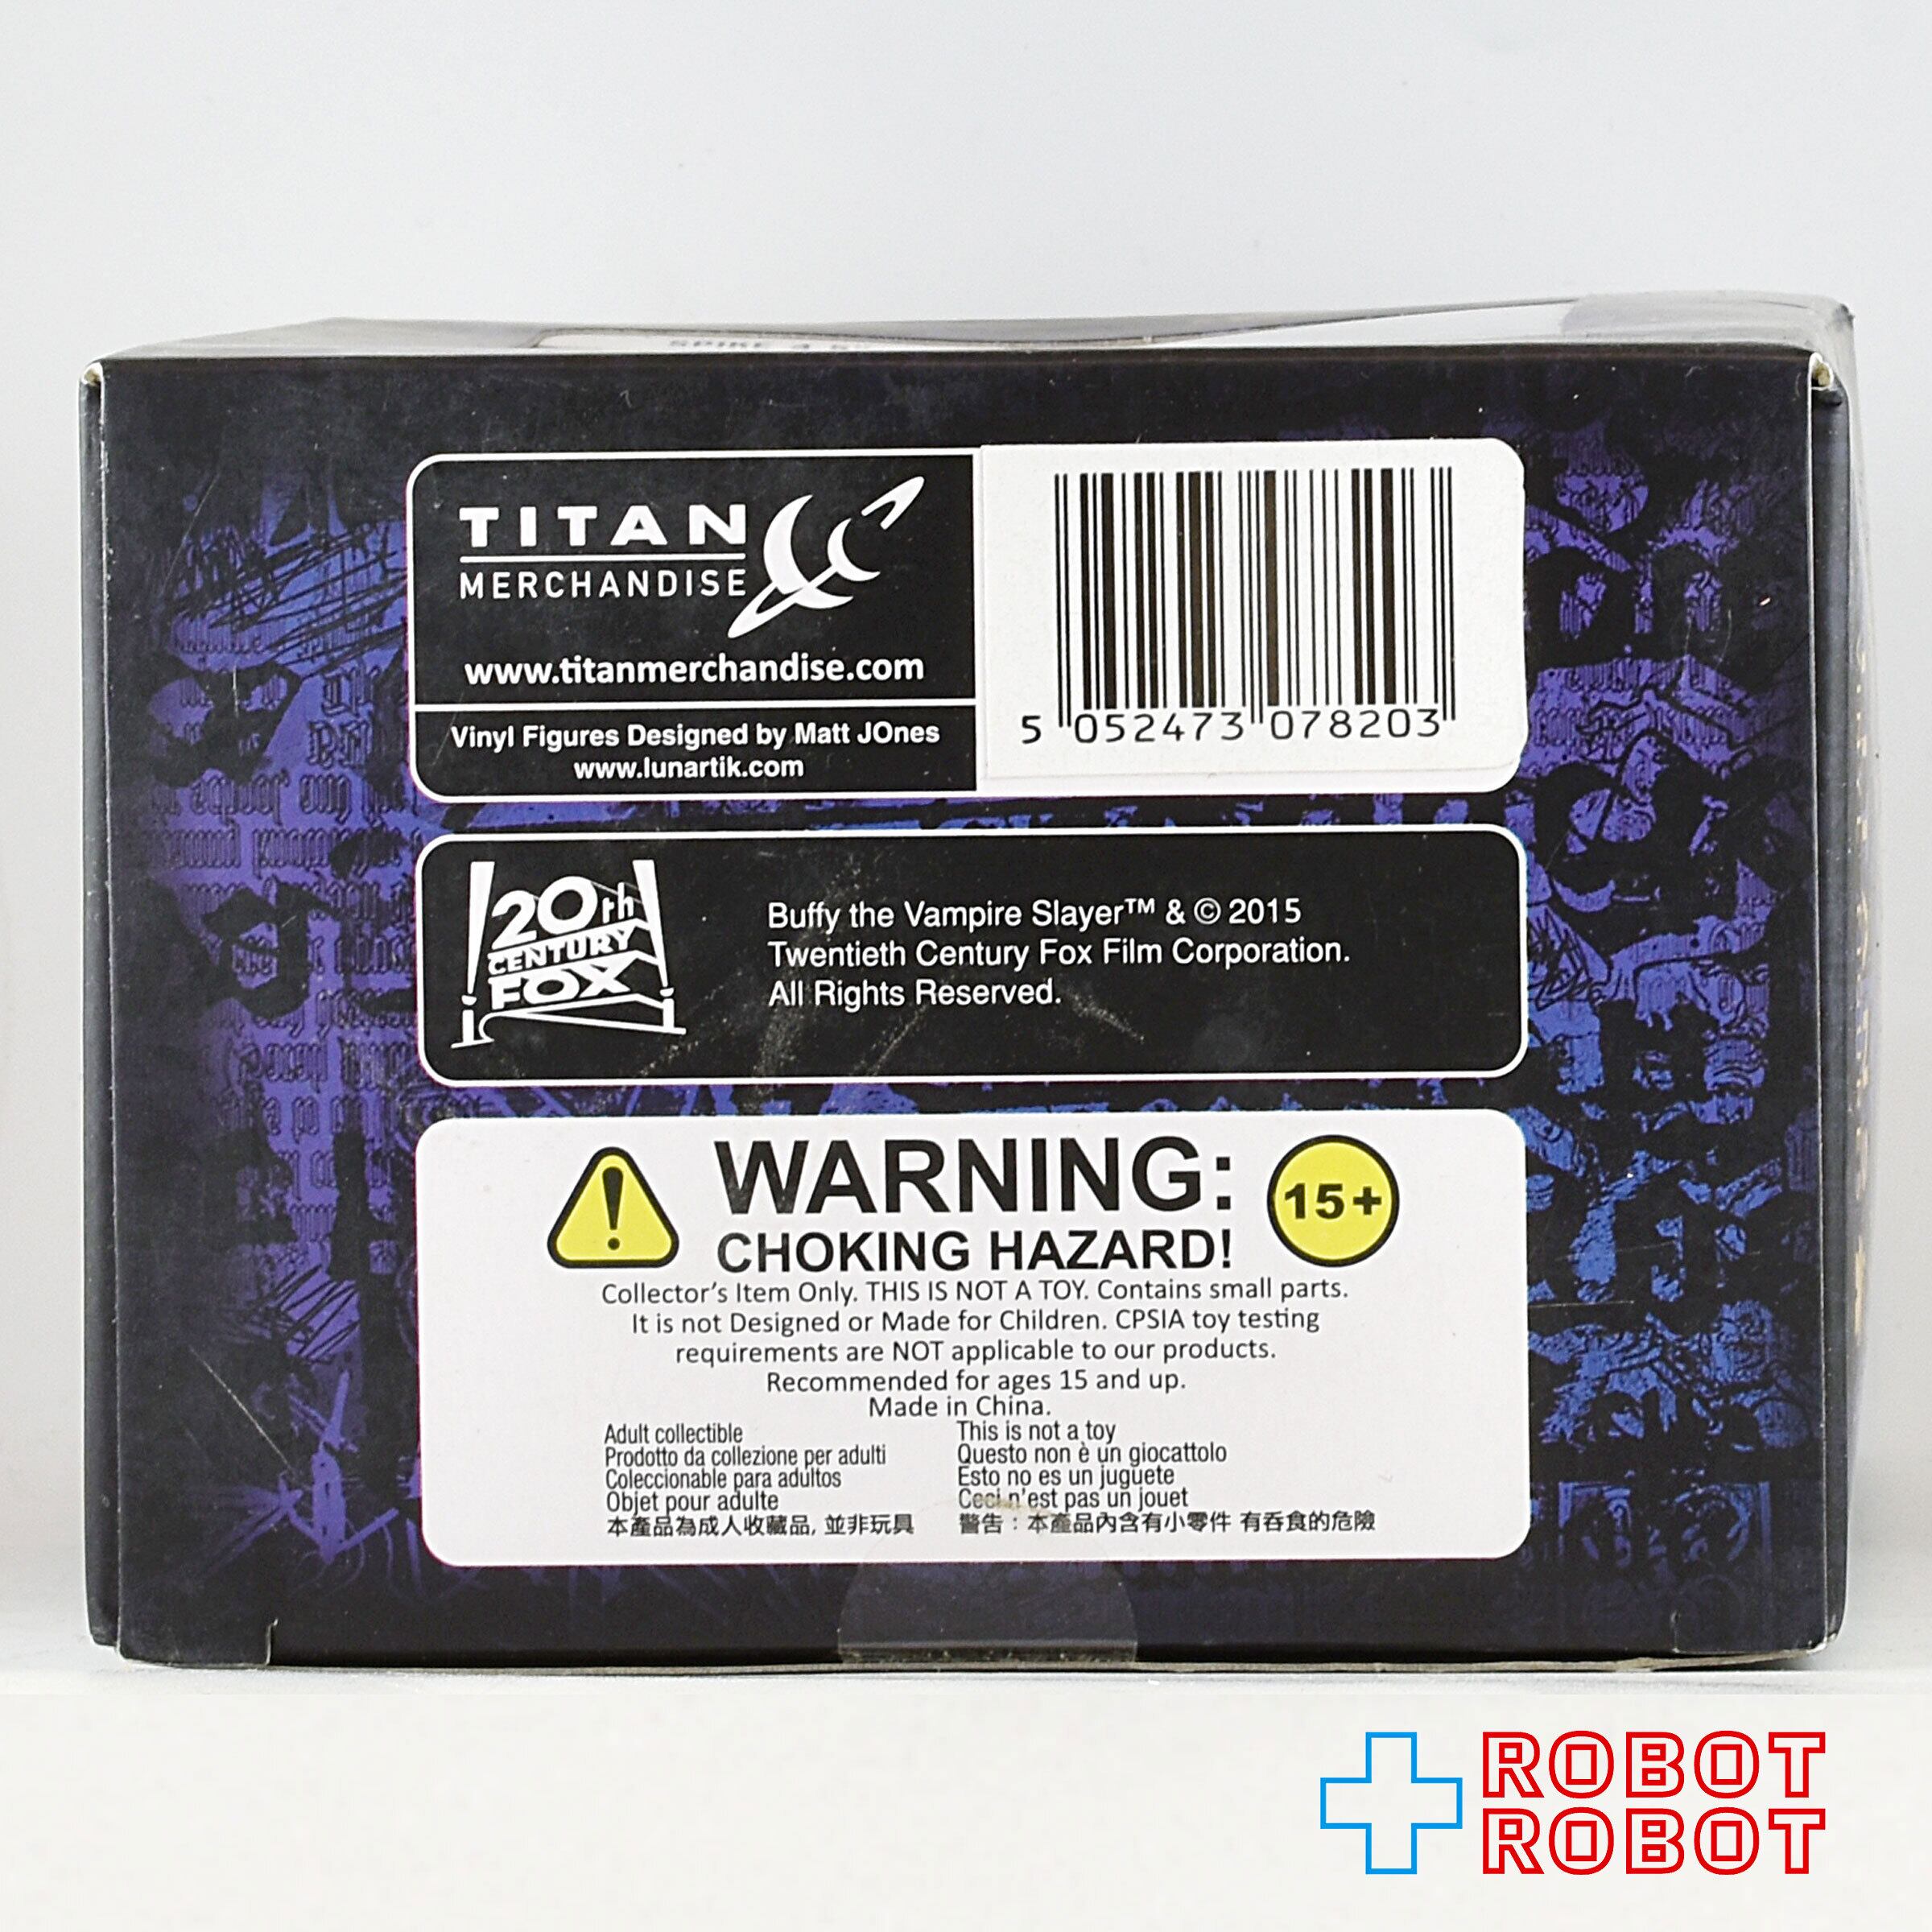 TITAN
MERCHANDISE
www.titanmerchandise.com
Vinyl Figures Designed by Matt JOnes
www.lunartik.com
5 052473 078203
20th
CENTURY
FOX
Buffy the Vampire Slayer™ & © 2015
Twentieth Century Fox Film Corporation.
All Rights Reserved.
WARNING:
CHOKING HAZARD!
15+
Collector's Item Only. THIS IS NOT A TOY. Contains small parts.
It is not Designed or Made for Children. CPSIA toy testing
requirements are NOT applicable to our products.
Recommended for ages 15 and up.
Made in China.
Adult collectible
Prodotto da collezione per adulti
Coleccionable para adultos
Objet pour adulte
本產品為成人收藏品, 並非玩具
This is not a toy
Questo non è un giocattolo
Esto no es un juguete
Ceci n'est pas un jouet
警告：本產品內含有小零件 有吞食的危險
ROBOT
ROBOT